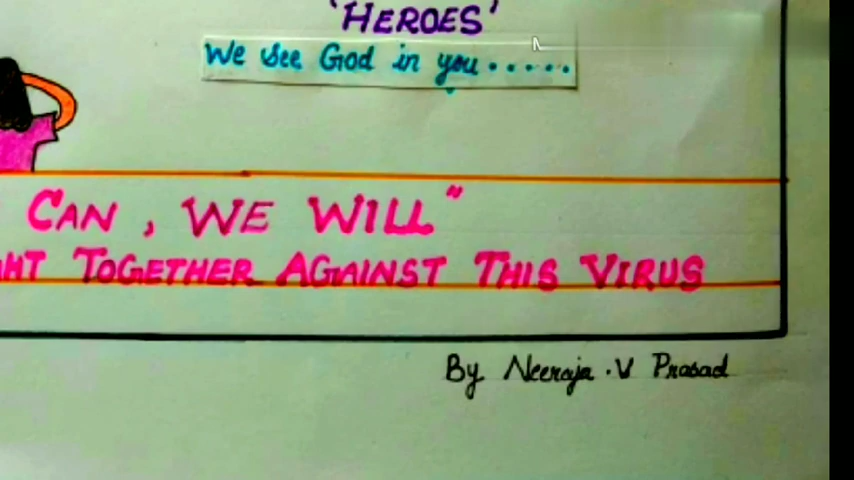 'HEROES'
We see God in you.....
CAN, WE WILL"
TOGETHER AGAINST THIS VIRUS
By Neeraja.V Prasad